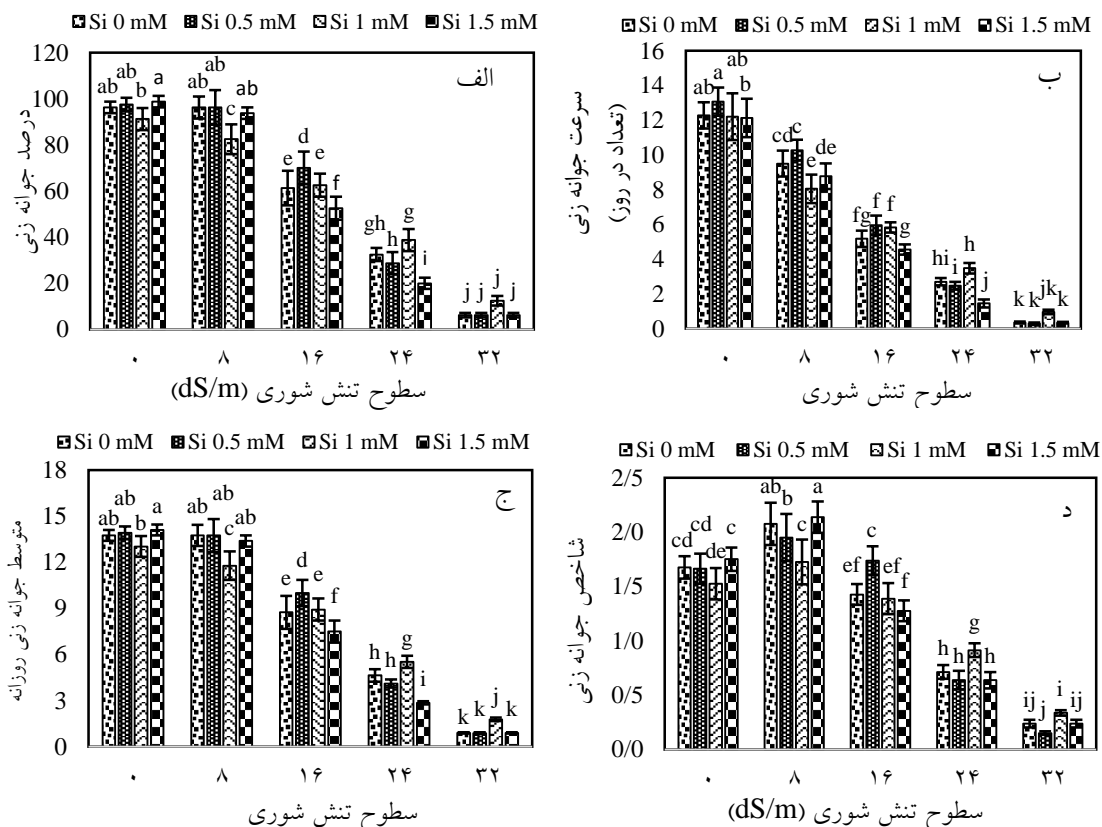 Si 0 mM Si 0.5 mM Si 1 mM Si 1.5 mM
الف
درصد جوانه زنی
120
100
80
60
40
20
0
ab ab b a
ab ab c ab
e d e f
gh h g i
j j j j
۰ ۸ ۱۶ ۲۴ ۳۲
سطوح تنش شوری (dS/m)
Si 0 mM Si 0.5 mM Si 1 mM Si 1.5 mM
ب
سرعت جوانه زنی
(تعداد در روز)
16
14
12
10
8
6
4
2
0
ab a ab b
cd c e de
fg f f g
hi i h j
k k jk k
۰ ۸ ۱۶ ۲۴ ۳۲
سطوح تنش شوری
Si 0 mM Si 0.5 mM Si 1 mM Si 1.5 mM
ج
متوسط جوانه زنی روزانه
18
15
12
9
6
3
0
ab ab b a
ab ab c ab
e d e f
h h g i
k k j k
۰ ۸ ۱۶ ۲۴ ۳۲
سطوح تنش شوری
Si 0 mM Si 0.5 mM Si 1 mM Si 1.5 mM
د
شاخص جوانه زنی
2/5
2/0
1/5
1/0
0/5
0/0
cd cd de c
ab b c a
ef c ef f
h h g h
ij j i ij
۰ ۸ ۱۶ ۲۴ ۳۲
سطوح تنش شوری (dS/m)